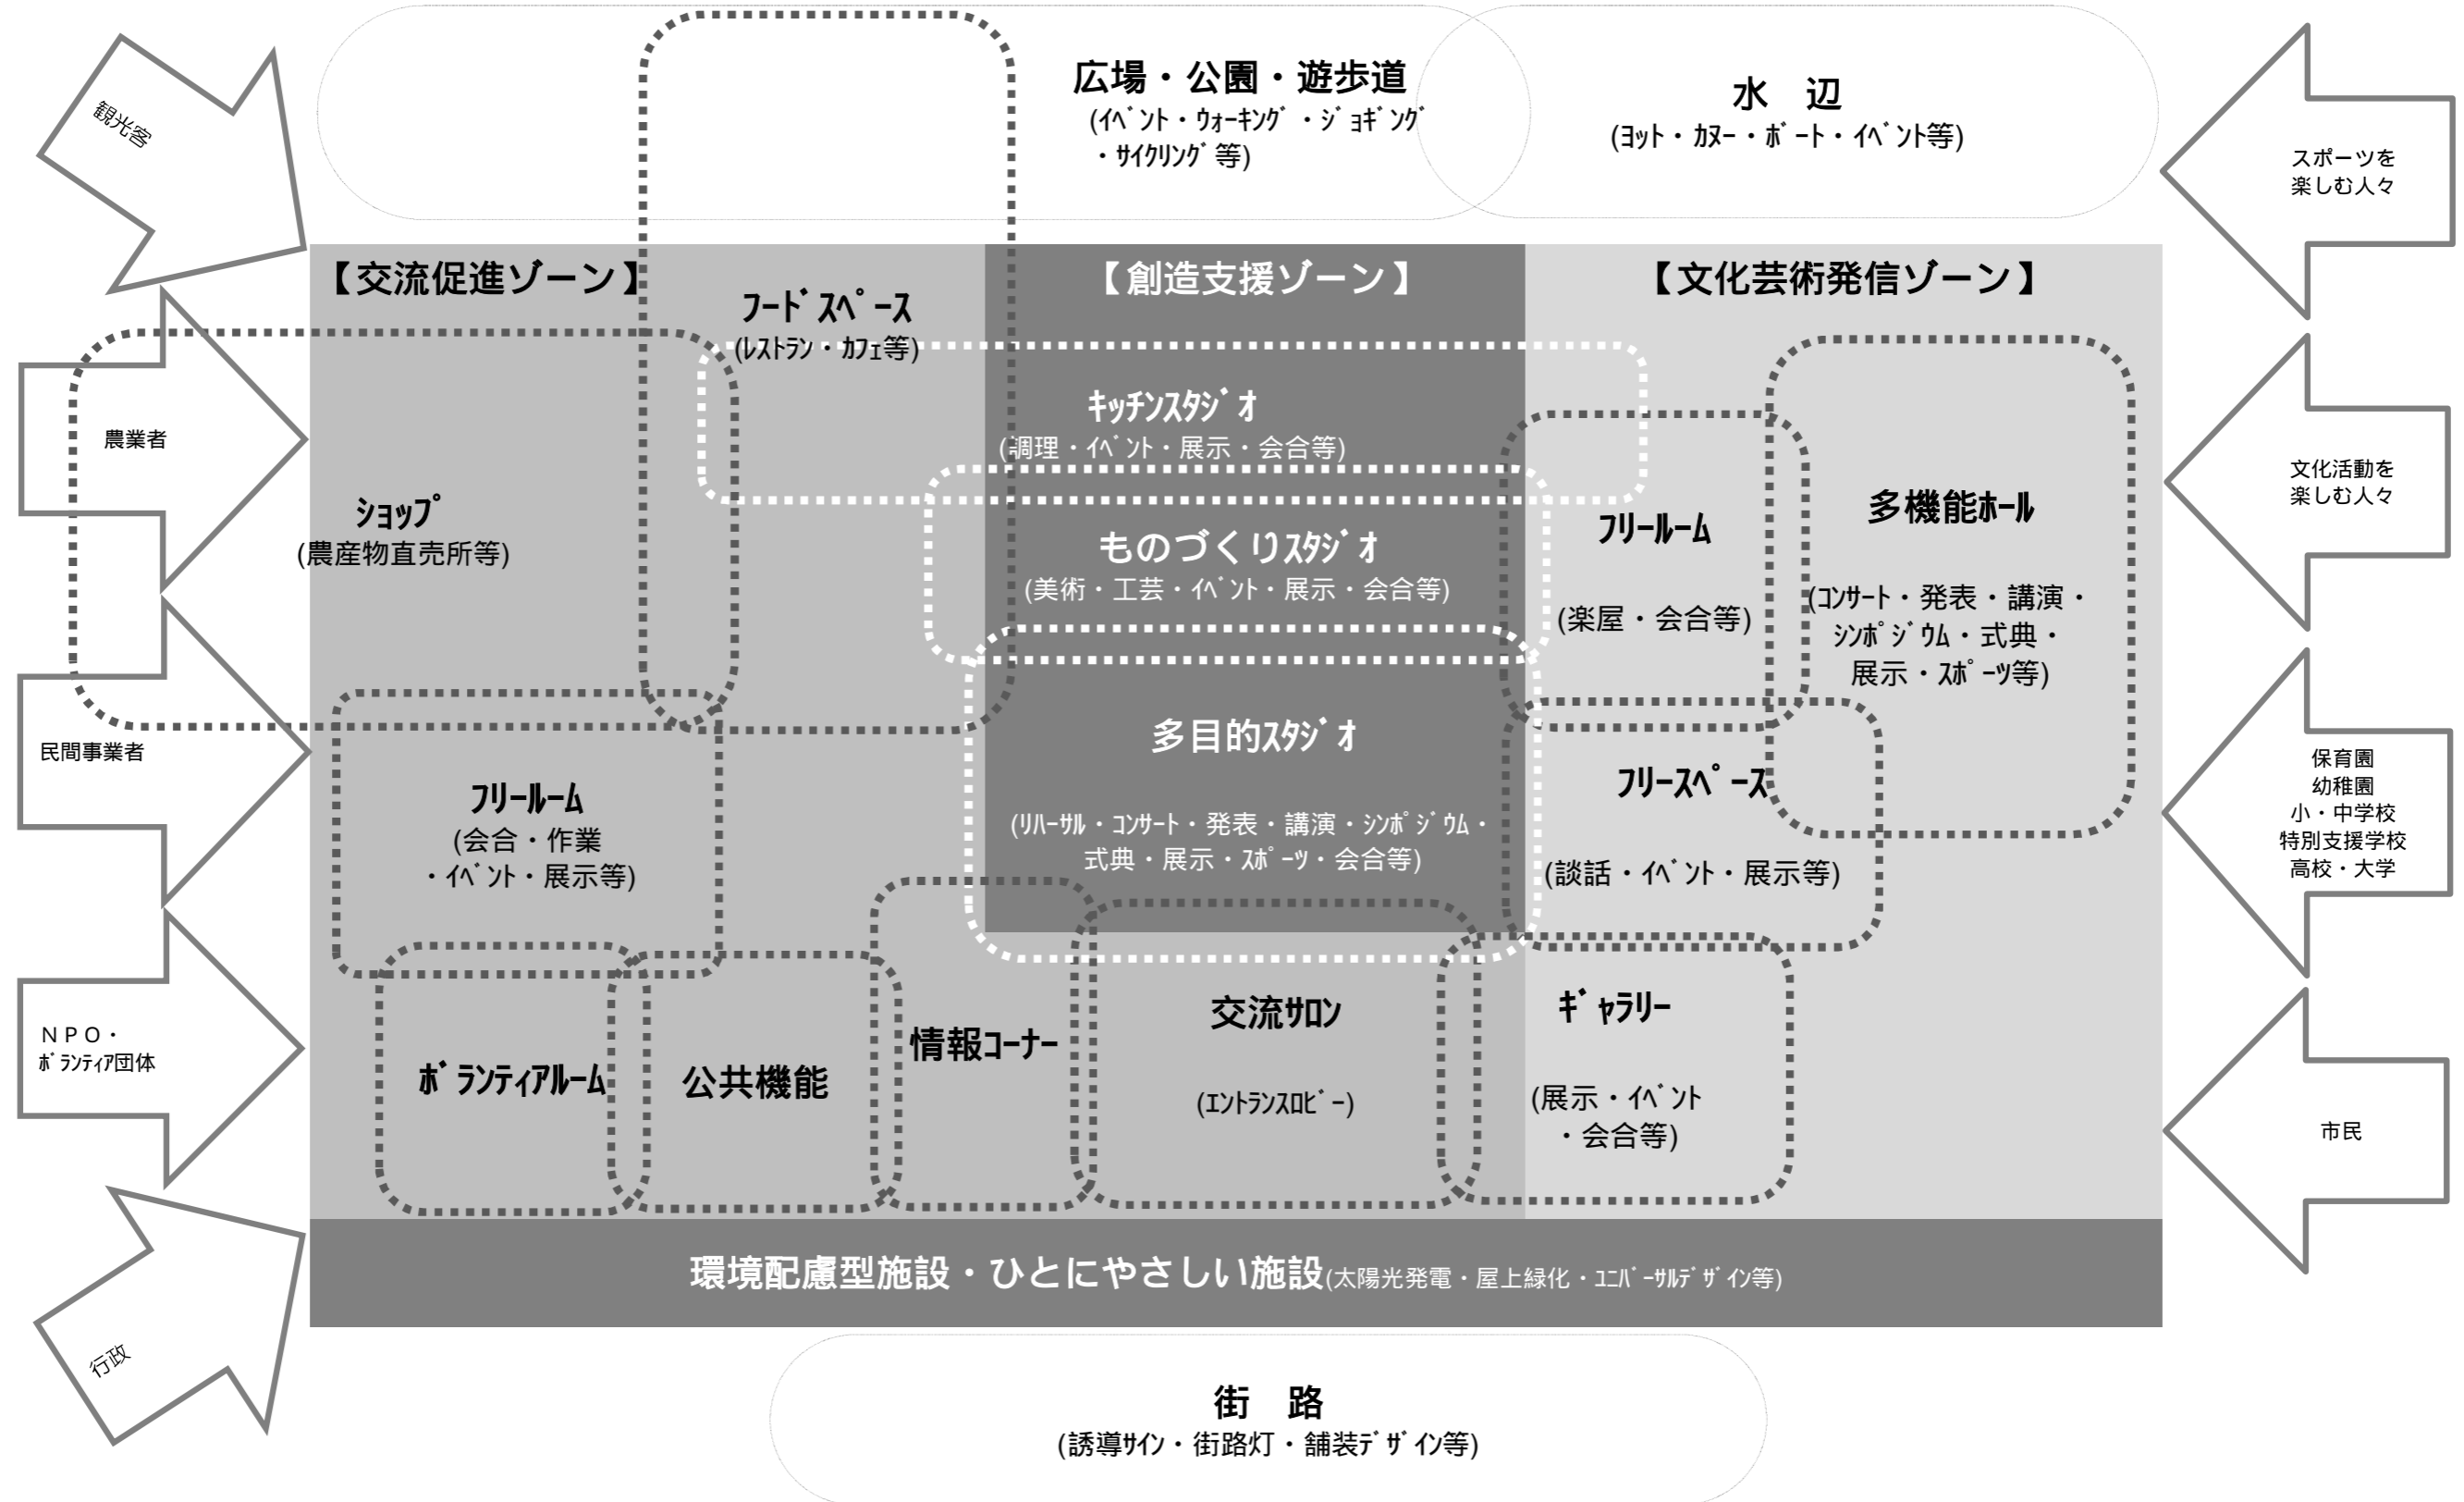 観光客
広場・公園・遊歩道
(ｲﾍﾞﾝﾄ・ｳｫｰｷﾝｸﾞ・ｼﾞｮｷﾞﾝｸﾞ
・ｻｲｸﾘﾝｸﾞ等)
水　辺
(ﾖｯﾄ・ｶﾇｰ・ﾎﾞｰﾄ・ｲﾍﾞﾝﾄ等)
スポーツを
楽しむ人々
【交流促進ゾーン】
【創造支援ゾーン】
【文化芸術発信ゾーン】
ﾌｰﾄﾞｽﾍﾟｰｽ
(ﾚｽﾄﾗﾝ・ｶﾌｪ等)
ｷｯﾁﾝｽﾀｼﾞｵ
(調理・ｲﾍﾞﾝﾄ・展示・会合等)
農業者
ｼｮｯﾌﾟ
(農産物直売所等)
ものづくりｽﾀｼﾞｵ
(美術・工芸・ｲﾍﾞﾝﾄ・展示・会合等)
ﾌﾘｰﾙｰﾑ
(楽屋・会合等)
多機能ﾎｰﾙ
(ｺﾝｻｰﾄ・発表・講演・
ｼﾝﾎﾟｼﾞｳﾑ・式典・
展示・ｽﾎﾟｰﾂ等)
文化活動を
楽しむ人々
民間事業者
ﾌﾘｰﾙｰﾑ
(会合・作業
・ｲﾍﾞﾝﾄ・展示等)
多目的ｽﾀｼﾞｵ
(ﾘﾊｰｻﾙ・ｺﾝｻｰﾄ・発表・講演・ｼﾝﾎﾟｼﾞｳﾑ・
式典・展示・ｽﾎﾟｰﾂ・会合等)
ﾌﾘｰｽﾍﾟｰｽ
(談話・ｲﾍﾞﾝﾄ・展示等)
保育園
幼稚園
小・中学校
特別支援学校
高校・大学
ＮＰＯ・
ﾎﾞﾗﾝﾃｨｱ団体
ﾎﾞﾗﾝﾃｨｱﾙｰﾑ
公共機能
情報ｺｰﾅｰ
交流ｻﾛﾝ
(ｴﾝﾄﾗﾝｽﾛﾋﾞｰ)
ｷﾞｬﾗﾘｰ
(展示・ｲﾍﾞﾝﾄ
・会合等)
市民
行政
環境配慮型施設・ひとにやさしい施設(太陽光発電・屋上緑化・ﾕﾆﾊﾞｰｻﾙﾃﾞｻﾞｲﾝ等)
街　路
(誘導ｻｲﾝ・街路灯・舗装ﾃﾞｻﾞｲﾝ等)